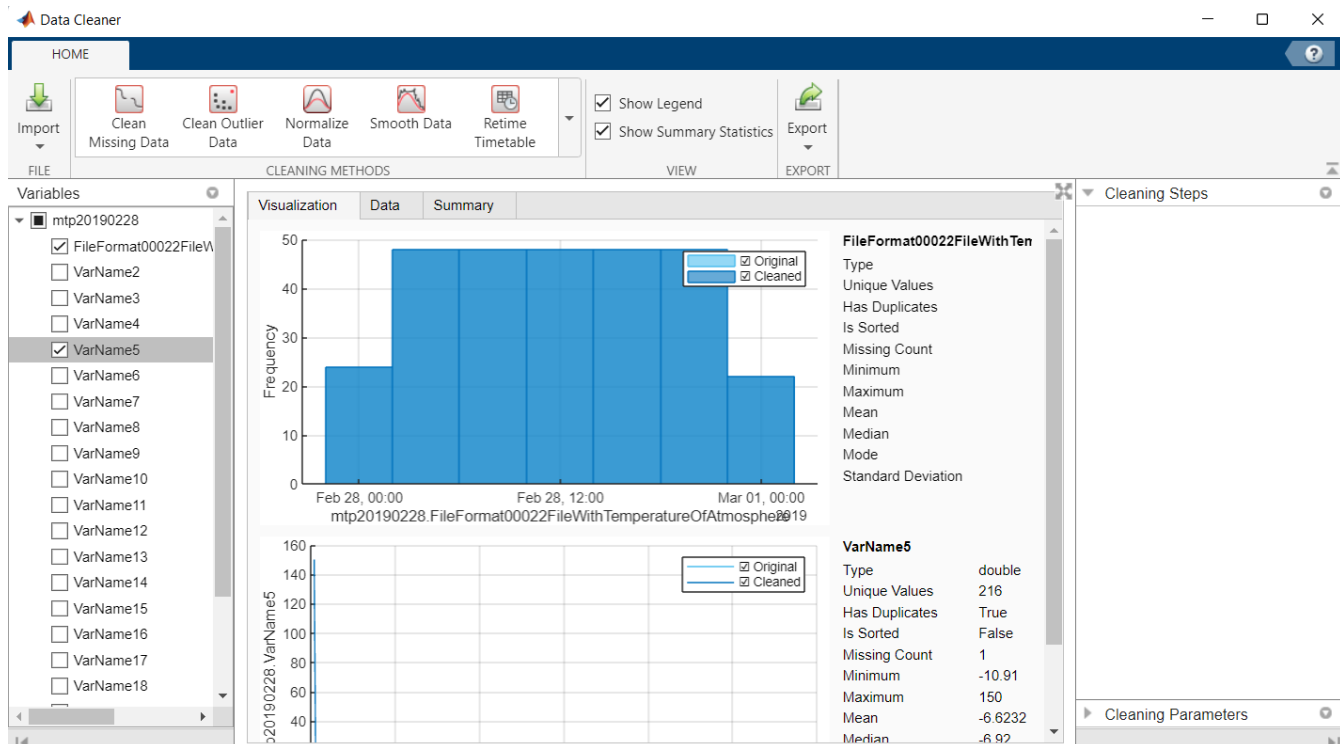 Data Cleaner
HOME
Import
Clean Missing Data
Clean Outlier Data
Normalize Data
Smooth Data
Retime Timetable
Show Legend
Show Summary Statistics
Export
FILE
CLEANING METHODS
VIEW
EXPORT
Variables
mtp20190228
FileFormat00022FileW
VarName2
VarName3
VarName4
VarName5
VarName6
VarName7
VarName8
VarName9
VarName10
VarName11
VarName12
VarName13
VarName14
VarName15
VarName16
VarName17
VarName18
Visualization Data Summary
50
40
30
20
10
0
Frequency
Original
Cleaned
Feb 28, 00:00 Feb 28, 12:00 Mar 01, 00:00
2019
mtp20190228.FileFormat00022FileWithTemperatureOfAtmosphere
FileFormat00022FileWithTem
Type
Unique Values
Has Duplicates
Is Sorted
Missing Count
Minimum
Maximum
Mean
Median
Mode
Standard Deviation
160
140
120
100
80
60
40
20190228.VarName5
Original
Cleaned
VarName5
Type double
Unique Values 216
Has Duplicates True
Is Sorted False
Missing Count 1
Minimum -10.91
Maximum 150
Mean -6.6232
Median -6.92
Cleaning Steps
Cleaning Parameters